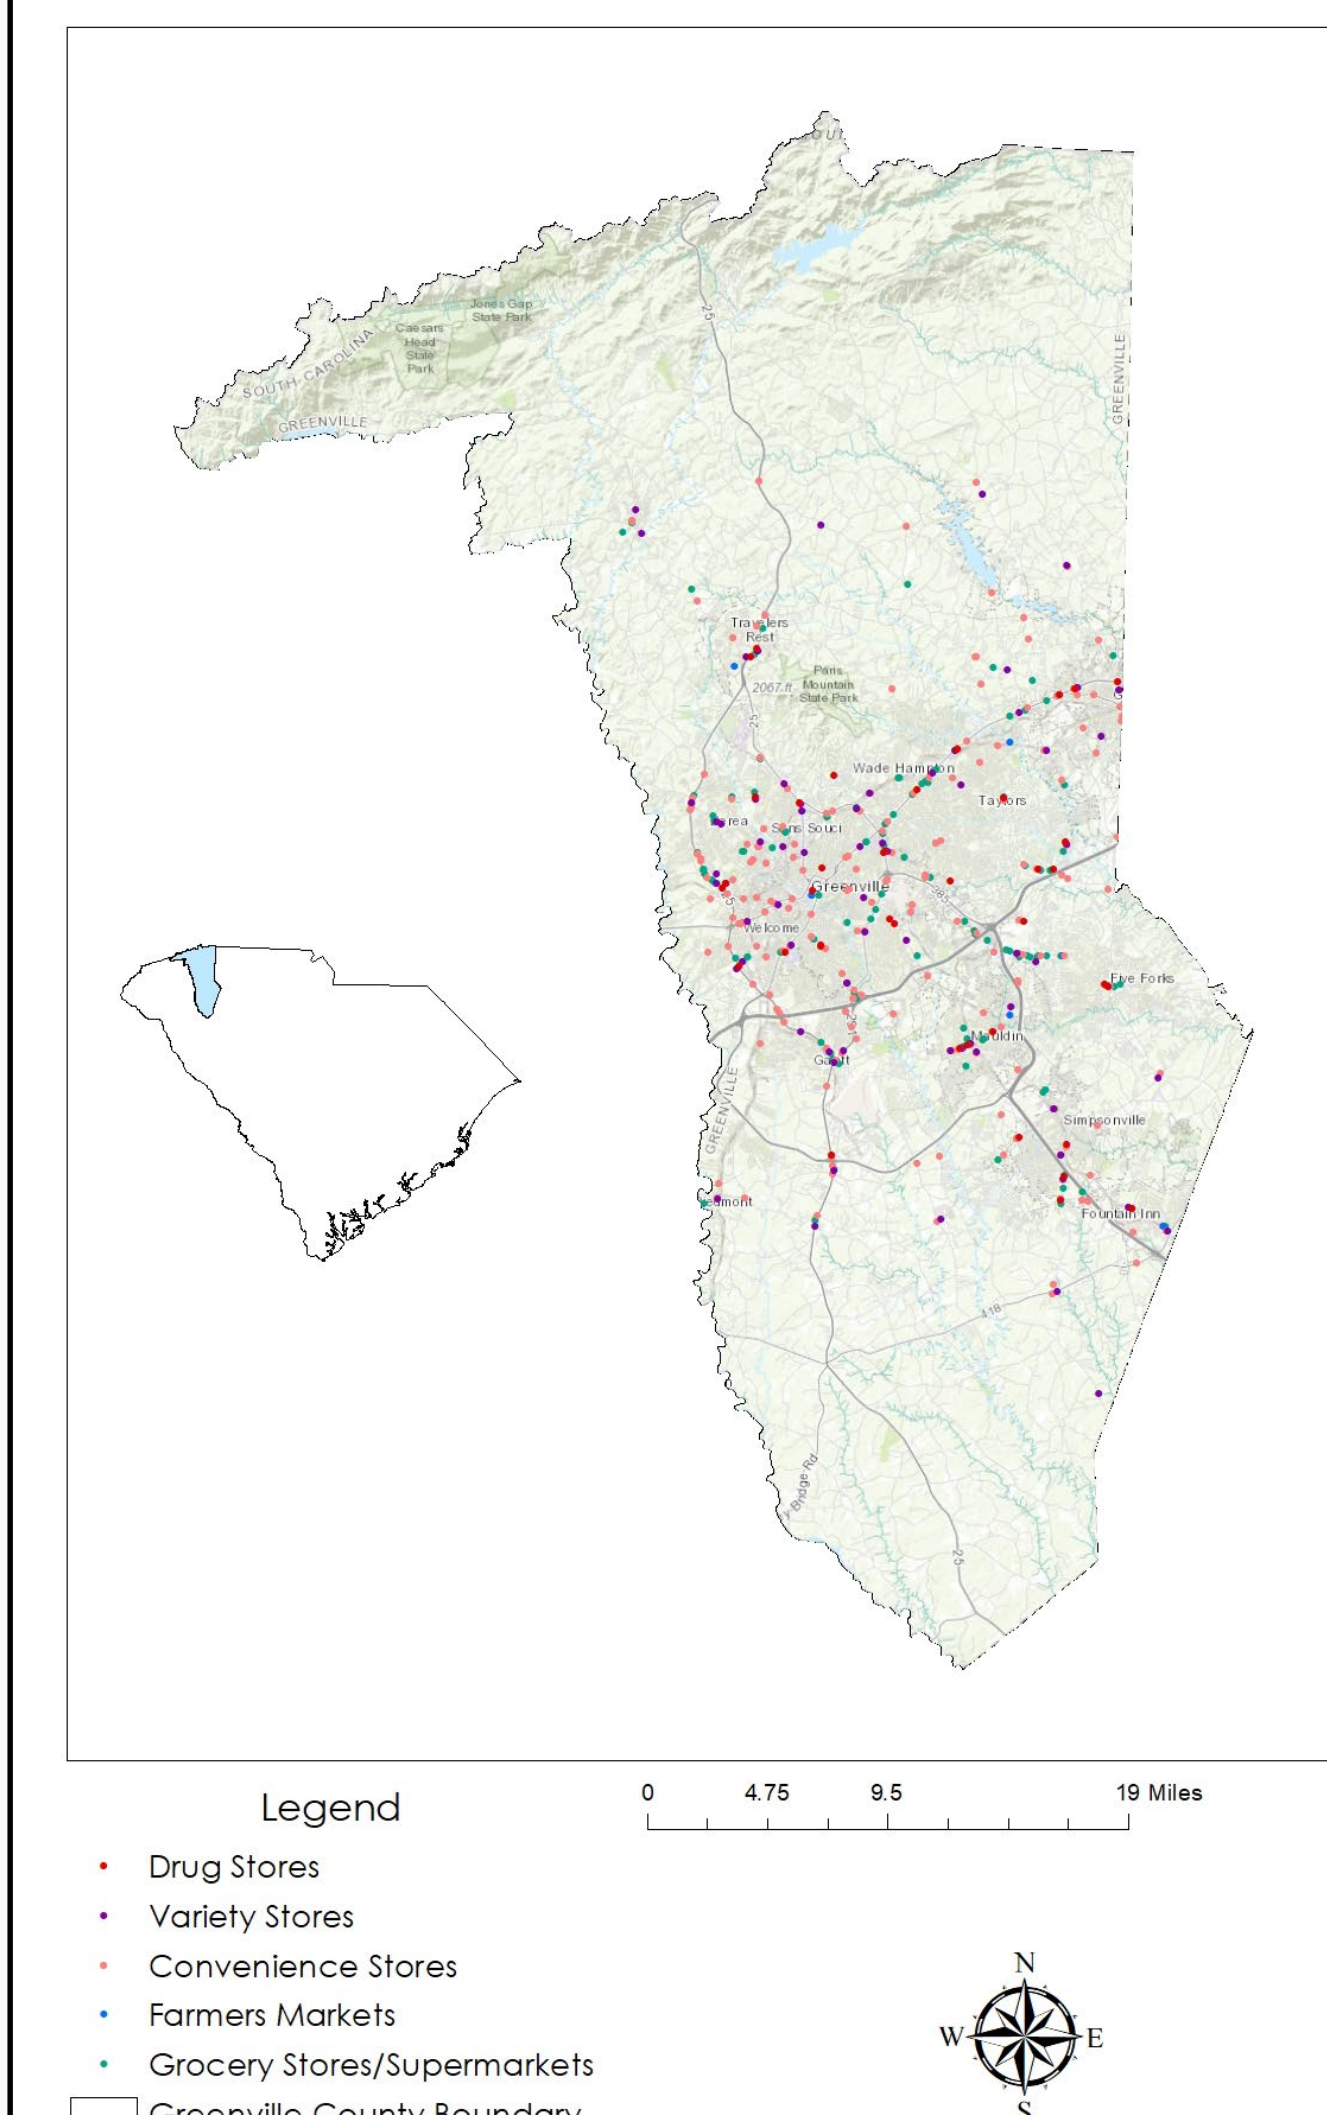 Jones Gap
State Park
Caesars
Head
State
Park
SOUTH CAROLINA
GREENVILLE
25
GREENVILLE
Travelers
Rest
2067 ft
Paris
Mountain
State Park
25
Wade Hampton
Taylors
Sans Souci
Greenville
385
25
Welcome
Five Forks
291
Mauldin
Gantt
GREENVILLE
Simpsonville
Fountain Inn
418
Bridge Rd
25
0 4.75 9.5 19 Miles
Legend
Drug Stores
Variety Stores
Convenience Stores
Farmers Markets
Grocery Stores/Supermarkets
Greenville County Boundary
N
W E
S